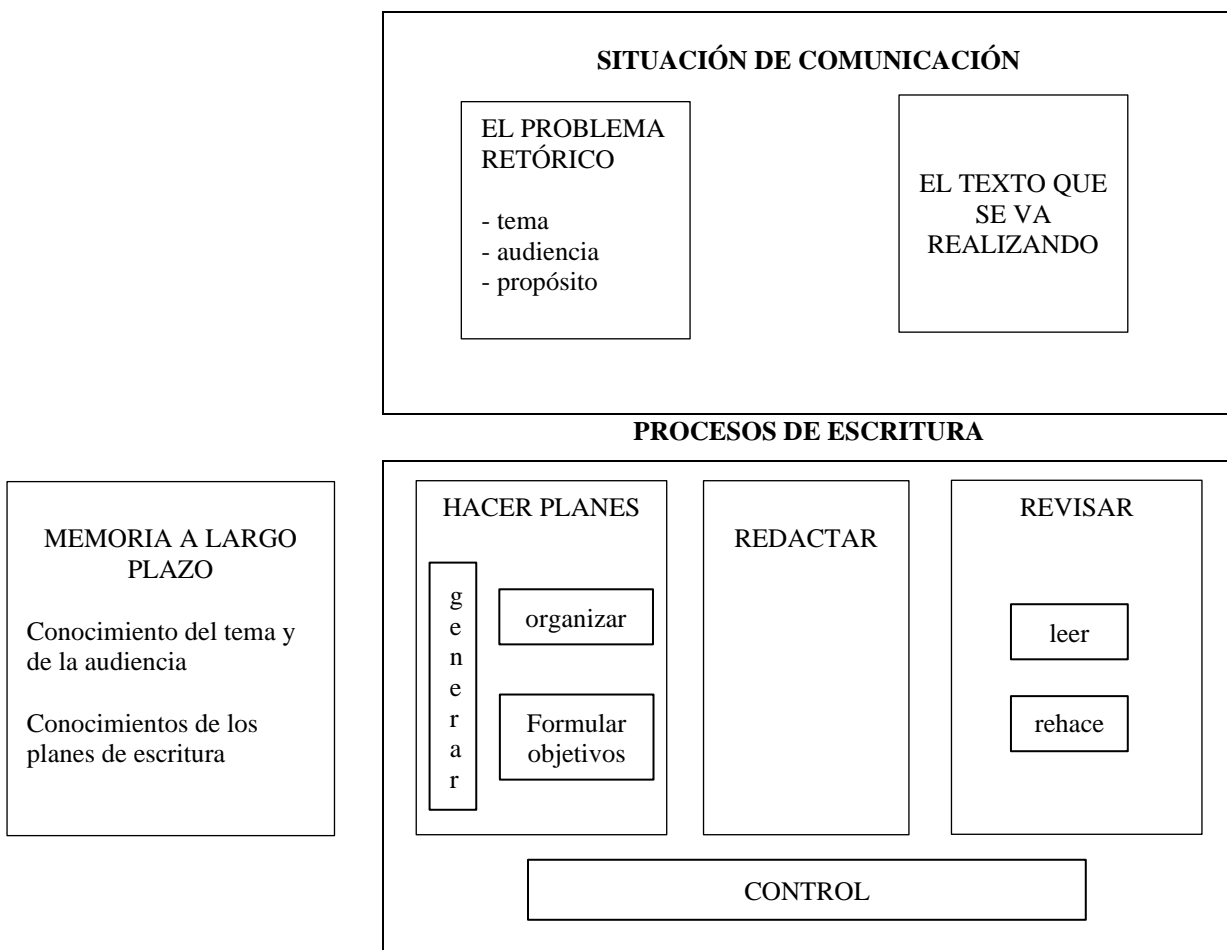 SITUACIÓN DE COMUNICACIÓN
EL PROBLEMA
RETÓRICO
- tema
- audiencia
- propósito
EL TEXTO QUE
SE VA
REALIZANDO
PROCESOS DE ESCRITURA
MEMORIA A LARGO
PLAZO
Conocimiento del tema y
de la audiencia
Conocimientos de los
planes de escritura
HACER PLANES
generar
organizar
Formular
objetivos
REDACTAR
REVISAR
leer
rehace
CONTROL